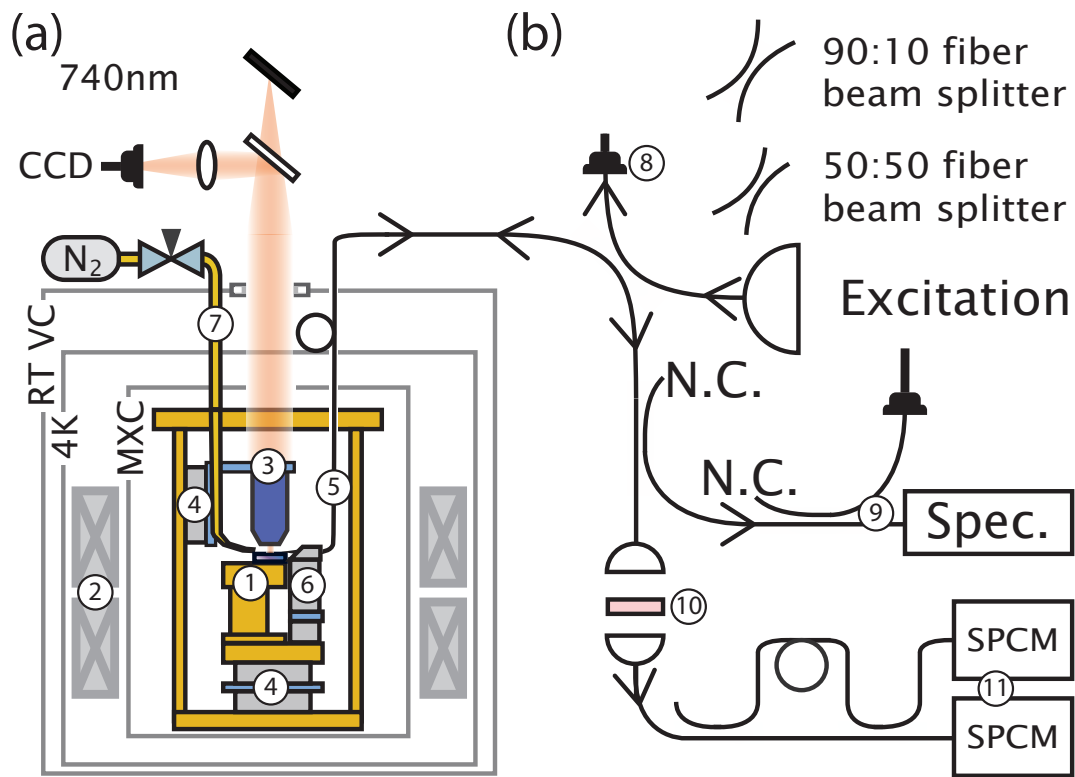 (a)
740nm
CCD
N2
RT VC
4K
MXC
7
3
4
5
2
1
6
4
(b)
90:10 fiber
beam splitter
50:50 fiber
beam splitter
8
Excitation
N.C.
N.C.
9
Spec.
10
SPCM
11
SPCM